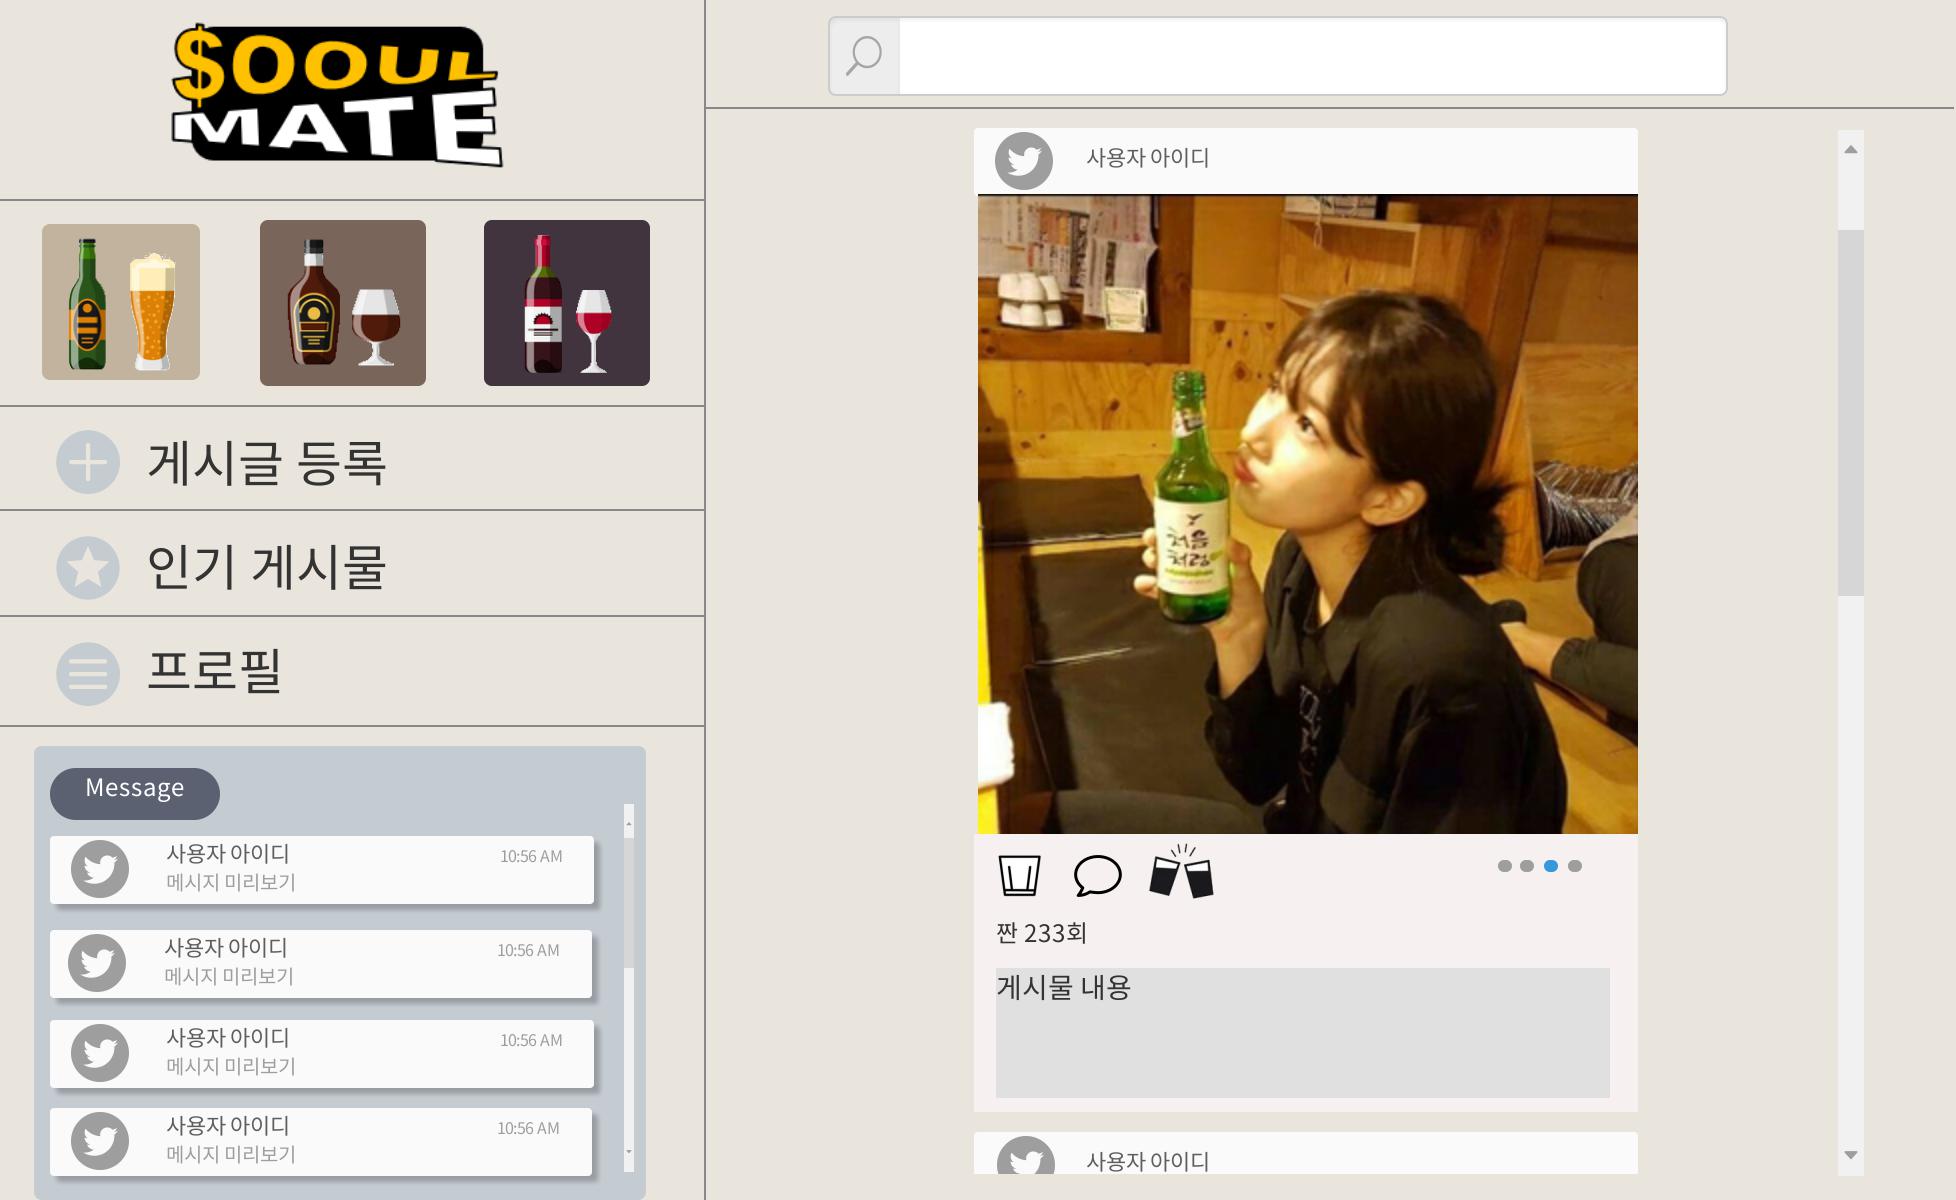 $OOUL
MATE
게시글 등록
인기 게시물
프로필
Message
사용자 아이디
10:56 AM
메시지 미리보기
사용자 아이디
10:56 AM
메시지 미리보기
사용자 아이디
10:56 AM
메시지 미리보기
사용자 아이디
10:56 AM
메시지 미리보기
사용자 아이디
처음
처럼
짠 233회
게시물 내용
사용자 아이디